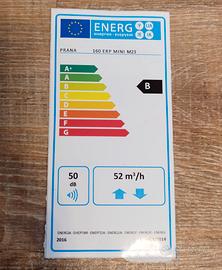 ENERG
енергия · ενεργεια
PRANA 160 ERP MINI M21
A+
A
B
C
D
E
F
G
B
50
dB
52 m³/h
ENERGIA · ЕНЕРГИЯ · ΕΝΕΡΓΕΙΑ · ENERGIJA · ENERGY · ENERGIE · ENERGI
2016